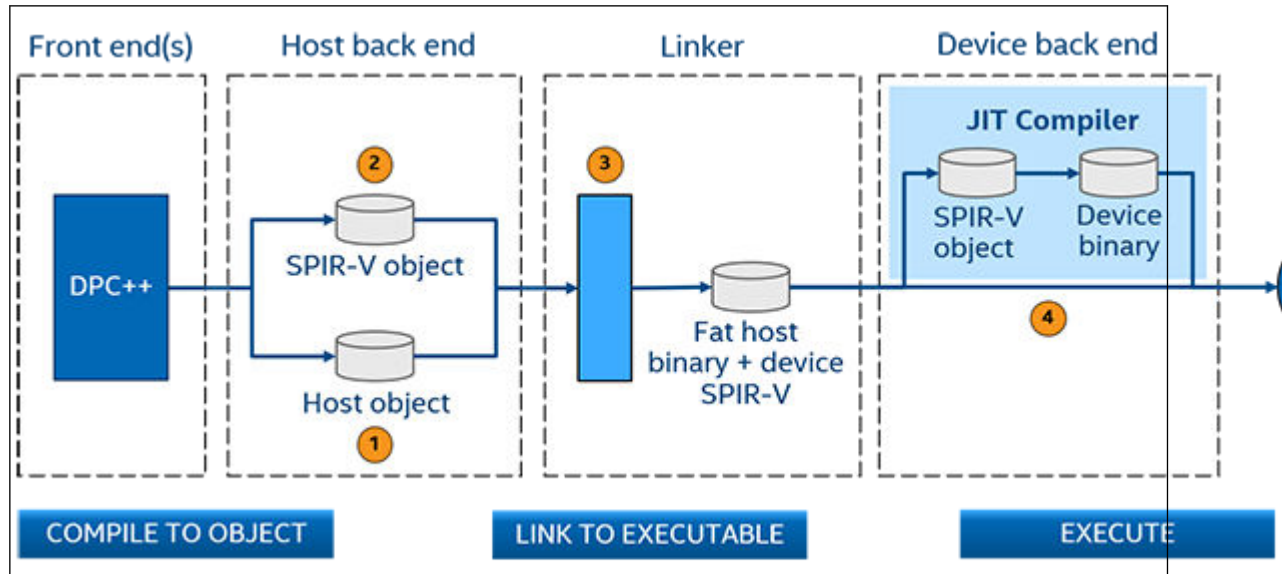 Front end(s)
Host back end
Linker
Device back end
JIT Compiler
2
3
SPIR-V
object
Device
binary
DPC++
SPIR-V object
4
Fat host
binary + device
SPIR-V
Host object
1
COMPILE TO OBJECT
LINK TO EXECUTABLE
EXECUTE